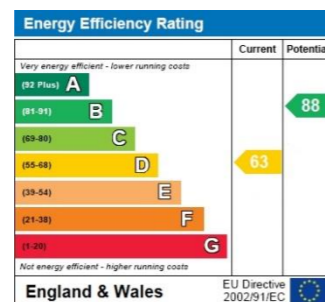 Energy Efficiency Rating
Current Potentia
Very energy efficient - lower running costs
(92 Plus) A
(81-91) B
88
(69-80) C
(55-68) D
63
(39-54) E
(21-38) F
(1-20) G
Not energy efficient - higher running costs
England & Wales
EU Directive
2002/91/EC